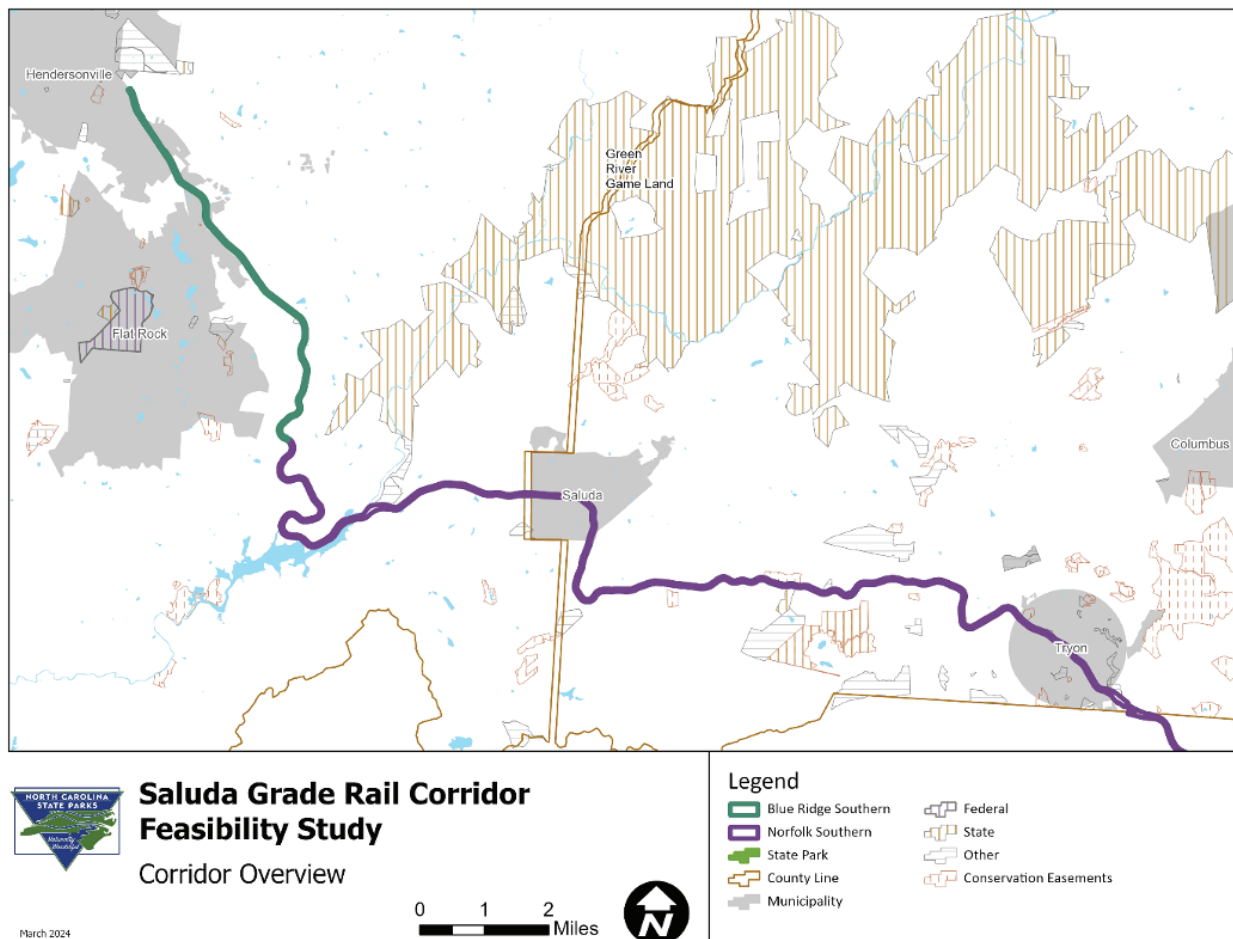 Hendersonville
Green
River
Game Land
Flat Rock
Columbus
Saluda
Tryon
NORTH CAROLINA
STATE PARKS
Naturally
Wonderful
Saluda Grade Rail Corridor
Feasibility Study
Corridor Overview
March 2024
0 1 2
Miles
N
Legend
Blue Ridge Southern
Norfolk Southern
State Park
County Line
Municipality
Federal
State
Other
Conservation Easements